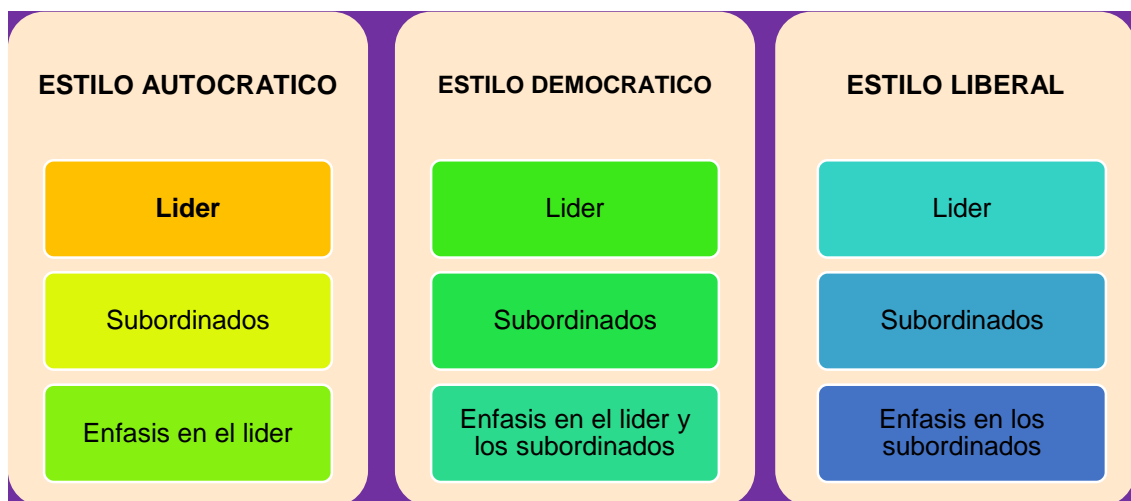 ESTILO AUTOCRATICO
Lider
Subordinados
Enfasis en el lider
ESTILO DEMOCRATICO
Lider
Subordinados
Enfasis en el lider y
los subordinados
ESTILO LIBERAL
Lider
Subordinados
Enfasis en los
subordinados